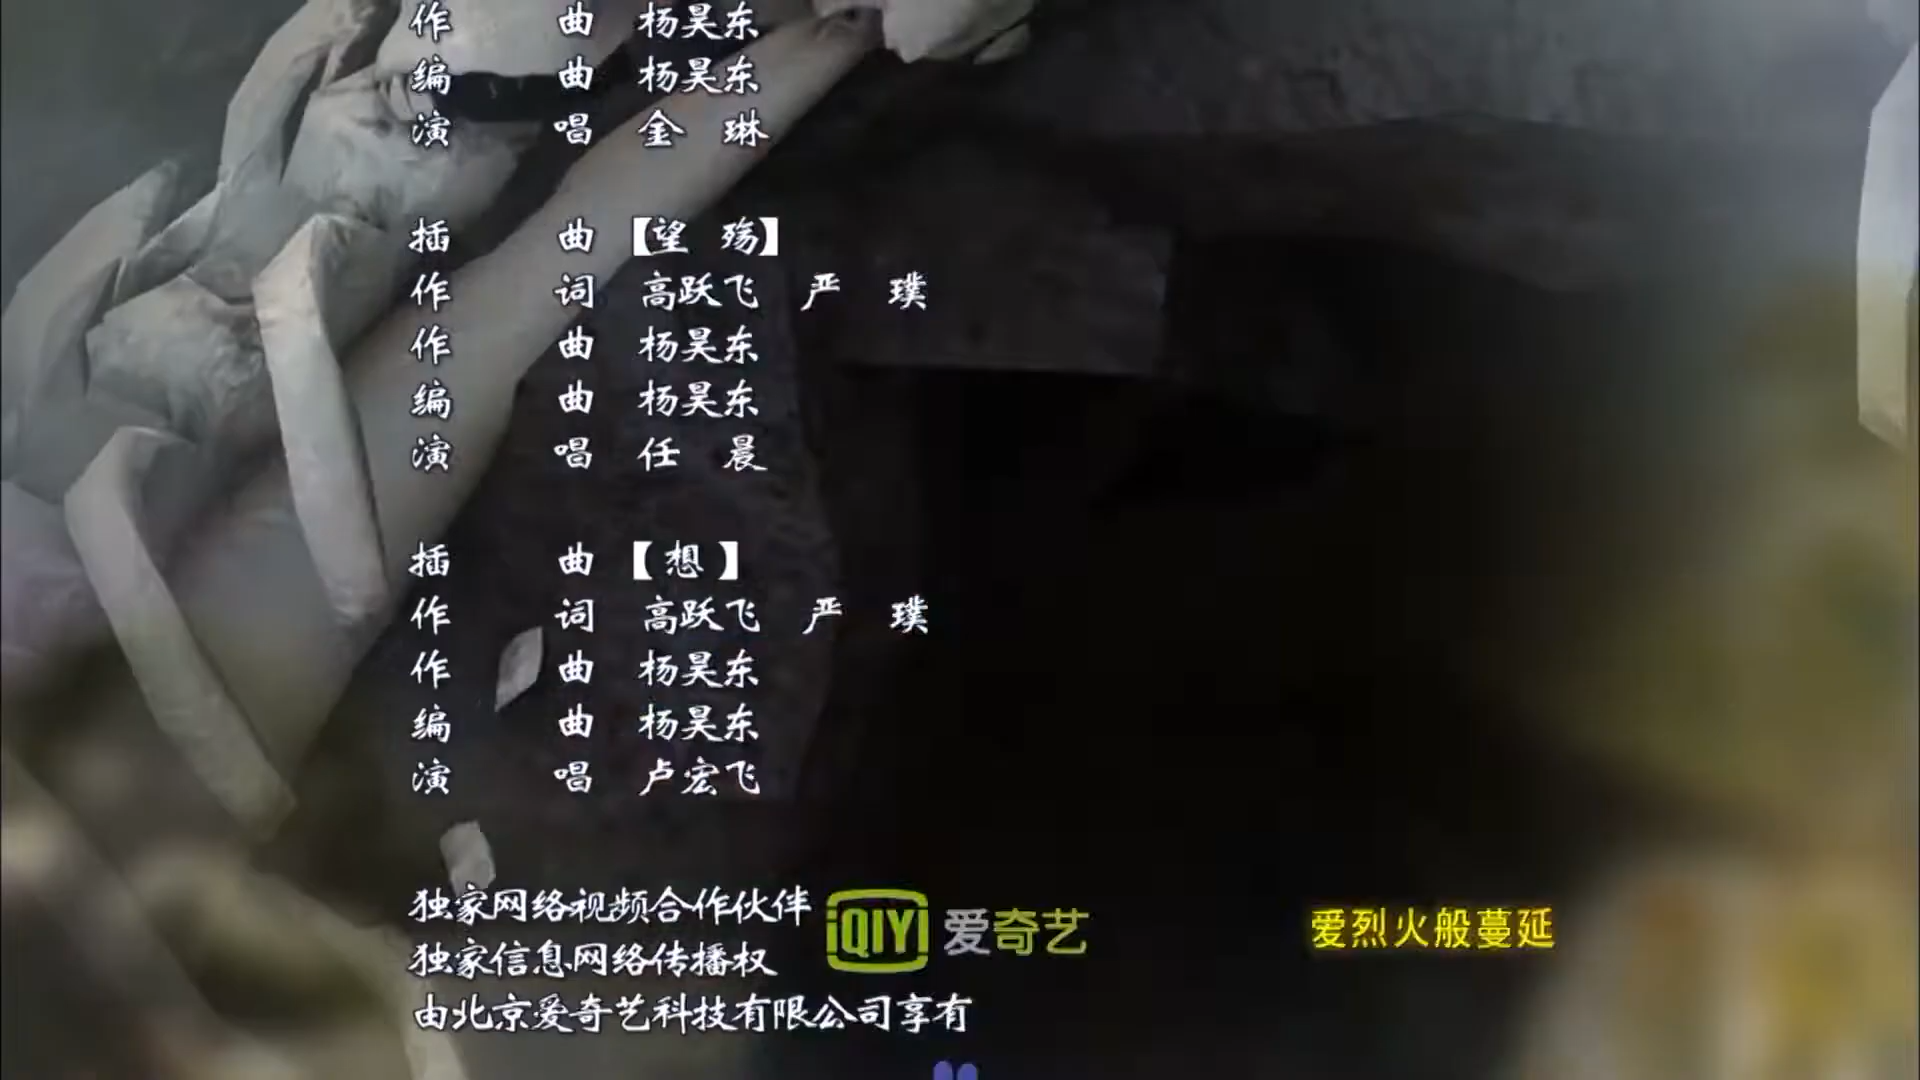 作 曲 杨昊东
编 曲 杨昊东
演 唱 金 琳
插 曲 【望 殇】
作 词 高跃飞 严 璞
作 曲 杨昊东
编 曲 杨昊东
演 唱 任 晨
插 曲 【 想 】
作 词 高跃飞 严 璞
作 曲 杨昊东
编 曲 杨昊东
演 唱 卢宏飞
独家网络视频合作伙伴
独家信息网络传播权
由北京爱奇艺科技有限公司享有
iQIYI 爱奇艺
爱烈火般蔓延